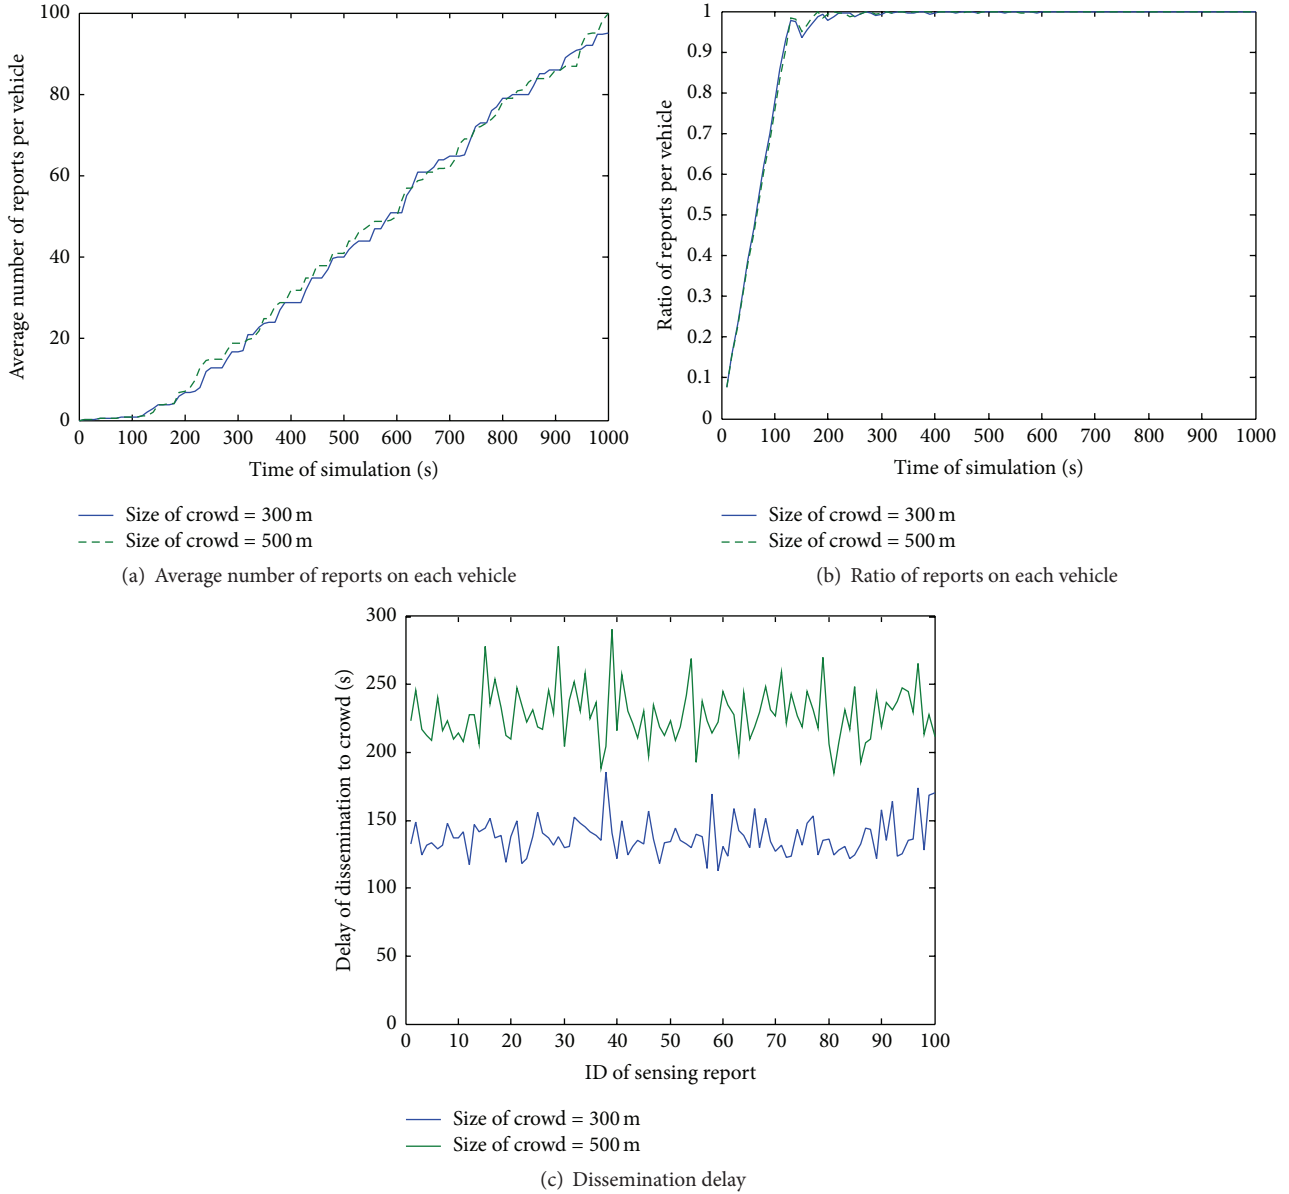 Average number of reports per vehicle
100
80
60
40
20
0
0 100 200 300 400 500 600 700 800 900 1000
Time of simulation (s)
Size of crowd = 300 m
Size of crowd = 500 m
(a) Average number of reports on each vehicle
Ratio of reports per vehicle
1
0.9
0.8
0.7
0.6
0.5
0.4
0.3
0.2
0.1
0
0 100 200 300 400 500 600 700 800 900 1000
Time of simulation (s)
Size of crowd = 300 m
Size of crowd = 500 m
(b) Ratio of reports on each vehicle
Delay of dissemination to crowd (s)
300
250
200
150
100
50
0
0 10 20 30 40 50 60 70 80 90 100
ID of sensing report
Size of crowd = 300 m
Size of crowd = 500 m
(c) Dissemination delay